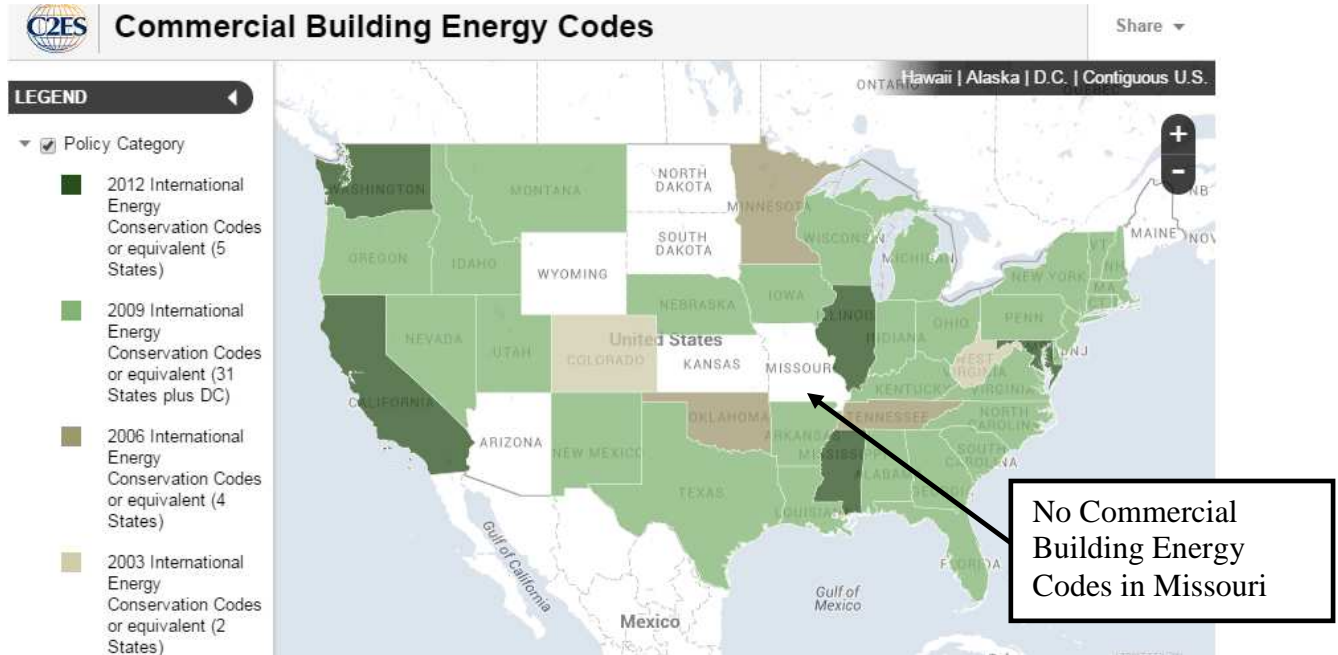 C2ES
Commercial Building Energy Codes
Share
Hawaii | Alaska | D.C. | Contiguous U.S.
LEGEND
Policy Category
2012 International
Energy
Conservation Codes
or equivalent (5
States)
2009 International
Energy
Conservation Codes
or equivalent (31
States plus DC)
2006 International
Energy
Conservation Codes
or equivalent (4
States)
2003 International
Energy
Conservation Codes
or equivalent (2
States)
ONTARIO
+
-
NB
WASHINGTON
MONTANA
NORTH
DAKOTA
MINNESOTA
MAINE
NOV
OREGON
IDAHO
WYOMING
SOUTH
DAKOTA
WISCONSIN
MICHIGAN
VT
NH
NEW YORK
MA
CT
NEBRASKA
IOWA
ILLINOIS
INDIANA
OHIO
PENN
NJ
NEVADA
UTAH
COLORADO
United States
KANSAS
MISSOUR
WEST
VIRGINIA
KENTUCKY
VIRGINIA
CALIFORNIA
ARIZONA
NEW MEXICO
OKLAHOMA
ARKANSAS
TENNESSEE
NORTH
CAROLINA
MISSISSIPPI
ALABAMA
SOUTH
CAROLINA
TEXAS
LOUISIANA
FLORIDA
Gulf of California
Gulf of
Mexico
Mexico
No Commercial
Building Energy
Codes in Missouri